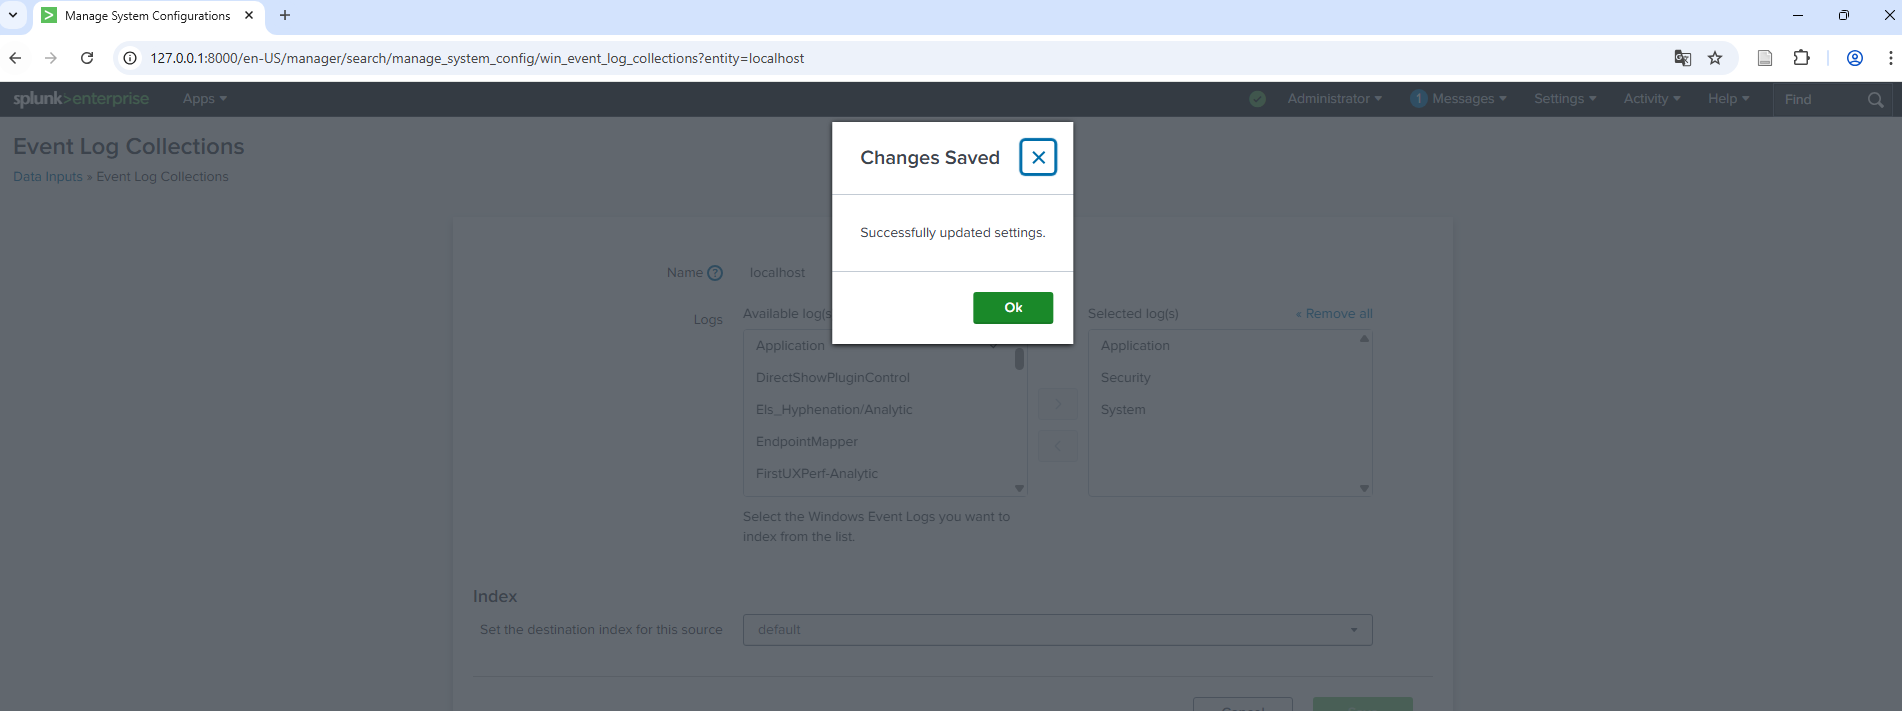 Manage System Configurations
127.0.0.1:8000/en-US/manager/search/manage_system_config/win_event_log_collections?entity=localhost
splunk>enterprise Apps Administrator 1 Messages Settings Activity Help Find
Event Log Collections
Data Inputs » Event Log Collections
Changes Saved
Successfully updated settings.
Ok
Name ? localhost
Logs
Available log(s
Selected log(s) « Remove all
Application
DirectShowPluginControl
Els_Hyphenation/Analytic
EndpointMapper
FirstUXPerf-Analytic
Application
Security
System
Select the Windows Event Logs you want to
index from the list.
Index
Set the destination index for this source default
Cancel